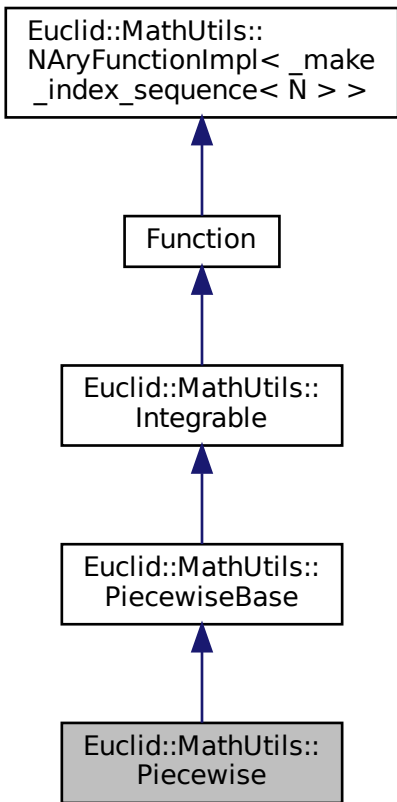 Euclid::MathUtils::
NAryFunctionImpl< _make
_index_sequence< N > >
Function
Euclid::MathUtils::
Integrable
Euclid::MathUtils::
PiecewiseBase
Euclid::MathUtils::
Piecewise